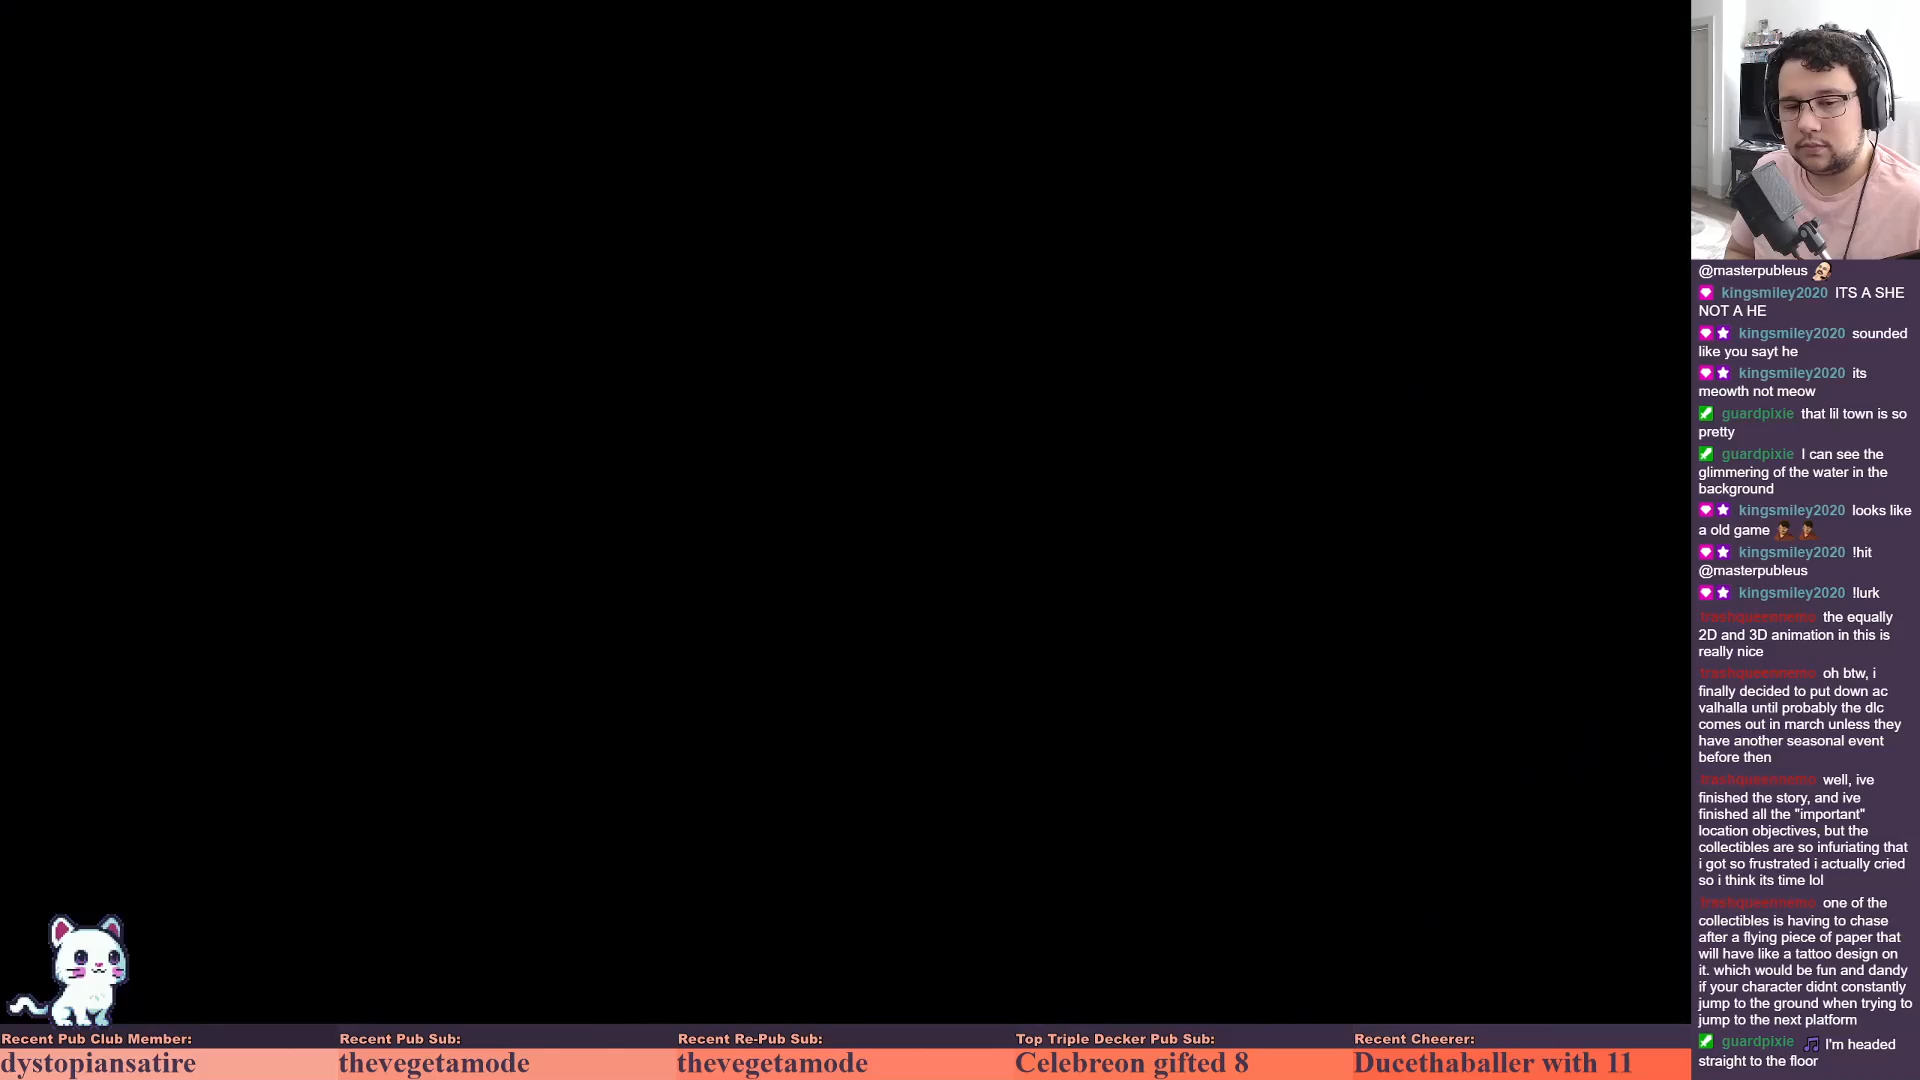 @masterpubleus
kingsmiley2020 ITS A SHE
NOT A HE
kingsmiley2020 sounded
like you sayt he
kingsmiley2020 its
meowth not meow
guardpixie that lil town is so
pretty
guardpixie I can see the
glimmering of the water in the
background
kingsmiley2020 looks like
a old game
kingsmiley2020 !hit
@masterpubleus
kingsmiley2020 !lurk
trashqueennemo the equally
2D and 3D animation in this is
really nice
trashqueennemo oh btw, i
finally decided to put down ac
valhalla until probably the dlc
comes out in march unless they
have another seasonal event
before then
trashqueennemo well, ive
finished the story, and ive
finished all the "important"
location objectives, but the
collectibles are so infuriating that
i got so frustrated i actually cried
so i think its time lol
trashqueennemo one of the
collectibles is having to chase
after a flying piece of paper that
will have like a tattoo design on
it. which would be fun and dandy
if your character didnt constantly
jump to the ground when trying to
jump to the next platform
guardpixie I'm headed
straight to the floor
Recent Pub Club Member:
dystopiansatire
Recent Pub Sub:
thevegetamode
Recent Re-Pub Sub:
thevegetamode
Top Triple Decker Pub Sub:
Celebreon gifted 8
Recent Cheerer:
Ducethaballer with 11